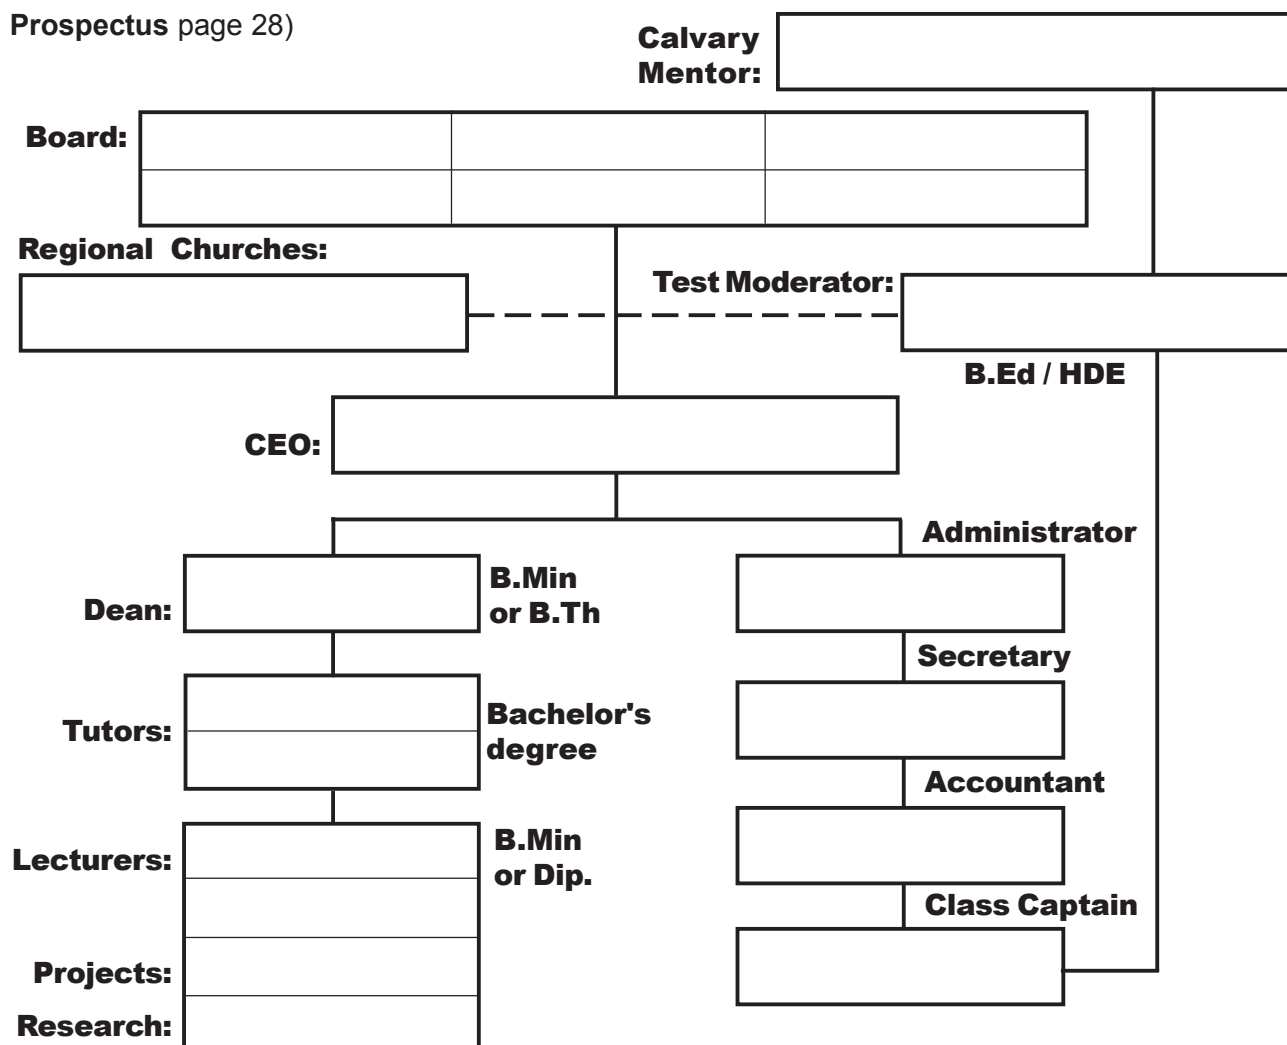 Prospectus page 28)
Calvary
Mentor:
Board:
Regional Churches:
Test Moderator:
B.Ed / HDE
CEO:
Administrator
Dean:
B.Min
or B.Th
Secretary
Tutors:
Bachelor's
degree
Accountant
Lecturers:
B.Min
or Dip.
Class Captain
Projects:
Research: